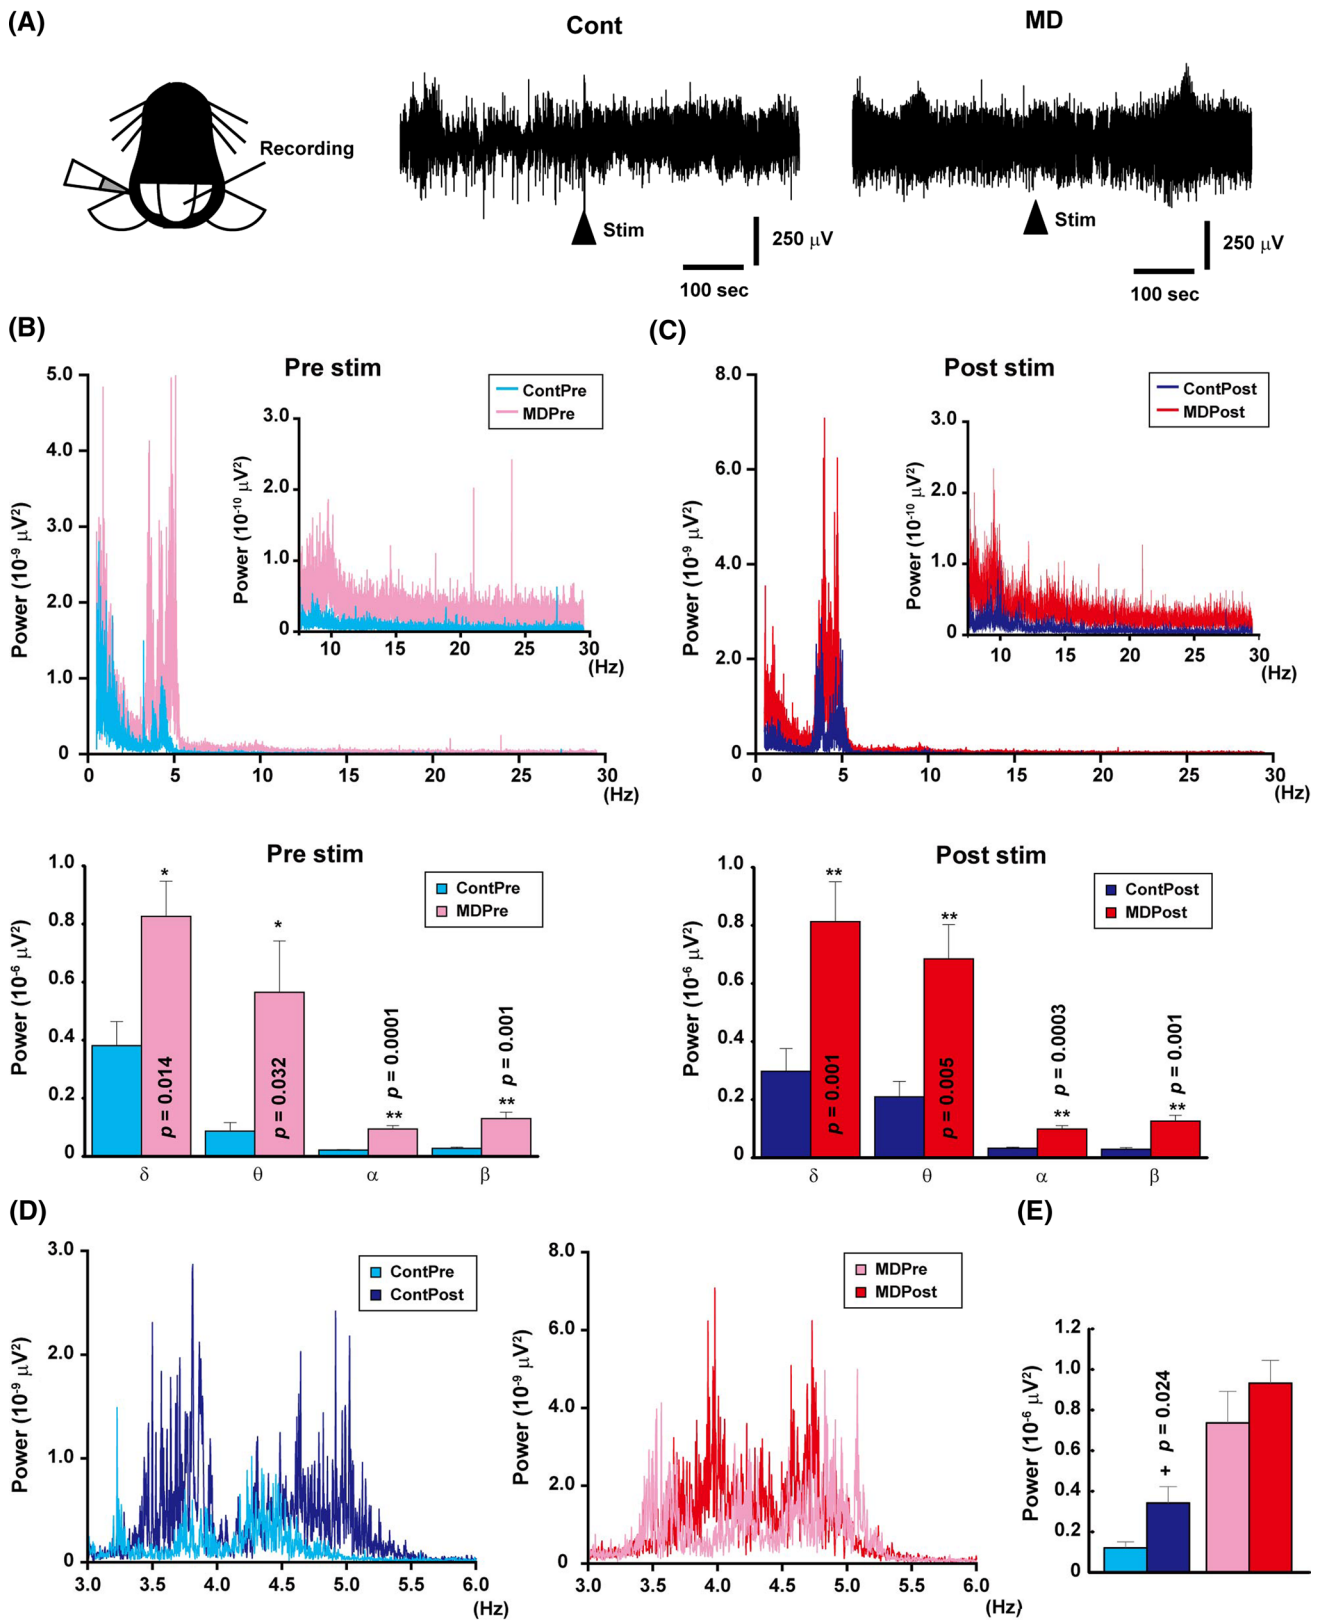 (A)
Cont
MD
Recording
Stim
250 μV
100 sec
Stim
250 μV
100 sec
(B)
Pre stim
ContPre
MDPre
Power (10⁻⁹ μV²)
5.0
4.0
3.0
2.0
1.0
0
0 5 10 15 20 25 30
(Hz)
Power (10⁻¹⁰ μV²)
3.0
2.0
1.0
0
10 15 20 25 30
(Hz)
(C)
Post stim
ContPost
MDPost
Power (10⁻⁹ μV²)
8.0
6.0
4.0
2.0
0
0 5 10 15 20 25 30
(Hz)
Power (10⁻¹⁰ μV²)
3.0
2.0
1.0
0
10 15 20 25 30
(Hz)
Pre stim
ContPre
MDPre
Power (10⁻⁶ μV²)
1.0
0.8
0.6
0.4
0.2
0
*
p = 0.014
*
p = 0.032
**
p = 0.0001
**
p = 0.001
δ θ α β
Post stim
ContPost
MDPost
Power (10⁻⁶ μV²)
1.0
0.8
0.6
0.4
0.2
0
**
p = 0.001
**
p = 0.005
**
p = 0.0003
**
p = 0.001
δ θ α β
(D)
ContPre
ContPost
Power (10⁻⁹ μV²)
3.0
2.0
1.0
0
3.0 3.5 4.0 4.5 5.0 5.5 6.0
(Hz)
MDPre
MDPost
Power (10⁻⁹ μV²)
8.0
6.0
4.0
2.0
0
3.0 3.5 4.0 4.5 5.0 5.5 6.0
(Hz)
(E)
Power (10⁻⁶ μV²)
1.2
1.0
0.8
0.6
0.4
0.2
0
+ p = 0.024